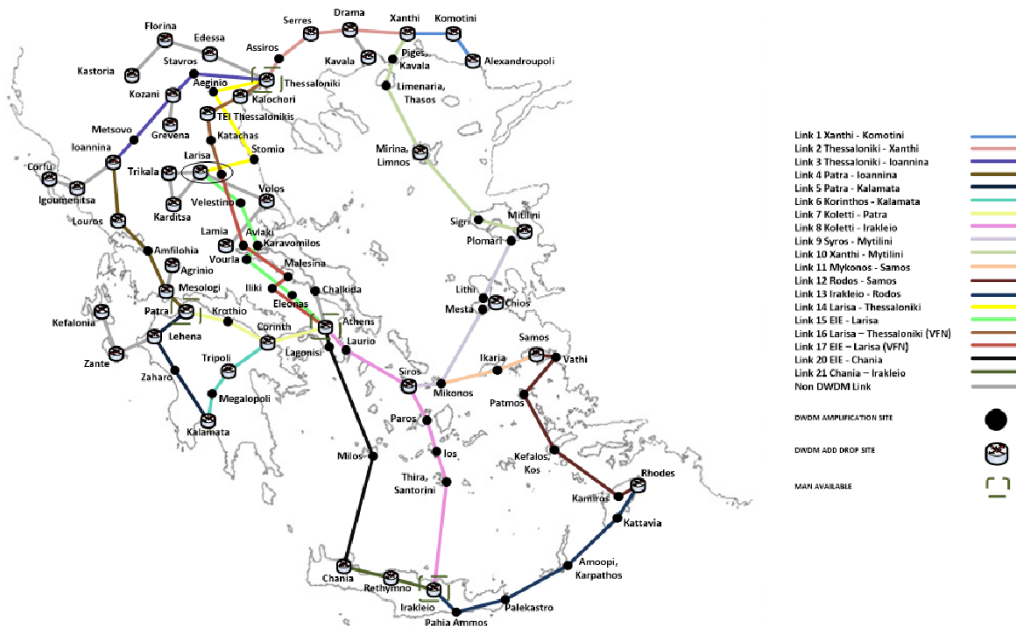 Drama
Xanthi
Komotini
Florina
Serres
Edessa
Assiros
Piges,
Kavala
Stavros
Kavala
Alexandroupoli
Kastoria
Aeginio
Thessaloniki
Limenaria,
Thasos
Kozani
Kalochori
TEI Thessalonikis
Grevena
Katachas
Metsovo
Mirina,
Limnos
Ioannina
Larisa
Stomio
Corfu
Trikala
Igoumenitsa
Volos
Velestino
Karditsa
Sigri
Mitilini
Louros
Lamia
Avlaki
Plomari
Karavomilos
Amfilohia
Vourla
Malesina
Agrinio
Iliki
Chalkida
Lithi
Mesologi
Eleonas
Mesta
Chios
Kefalonia
Patra
Krathio
Athens
Lehena
Corinth
Laurio
Samos
Zante
Tripoli
Lagonisi
Ikaria
Vathi
Zaharo
Siros
Mikonos
Megalopoli
Patmos
Kalamata
Paros
Milos
Ios
Kefalos,
Kos
Thira,
Santorini
Rhodes
Kamiros
Kattavia
Chania
Amoopi,
Karpathos
Rethymno
Irakleio
Palekastro
Pahia Ammos
Link 1 Xanthi - Komotini
Link 2 Thessaloniki - Xanthi
Link 3 Thessaloniki - Ioannina
Link 4 Patra - Ioannina
Link 5 Patra - Kalamata
Link 6 Korinthos - Kalamata
Link 7 Koletti - Patra
Link 8 Koletti - Irakleio
Link 9 Syros - Mytilini
Link 10 Xanthi - Mytilini
Link 11 Mykonos - Samos
Link 12 Rodos - Samos
Link 13 Irakleio - Rodos
Link 14 Larisa - Thessaloniki
Link 15 EIE - Larisa
Link 16 Larisa – Thessaloniki (VFN)
Link 17 EIE – Larisa (VFN)
Link 20 EIE - Chania
Link 21 Chania – Irakleio
Non DWDM Link
DWDM AMPLIFICATION SITE
DWDM ADD DROP SITE
MAN AVAILABLE